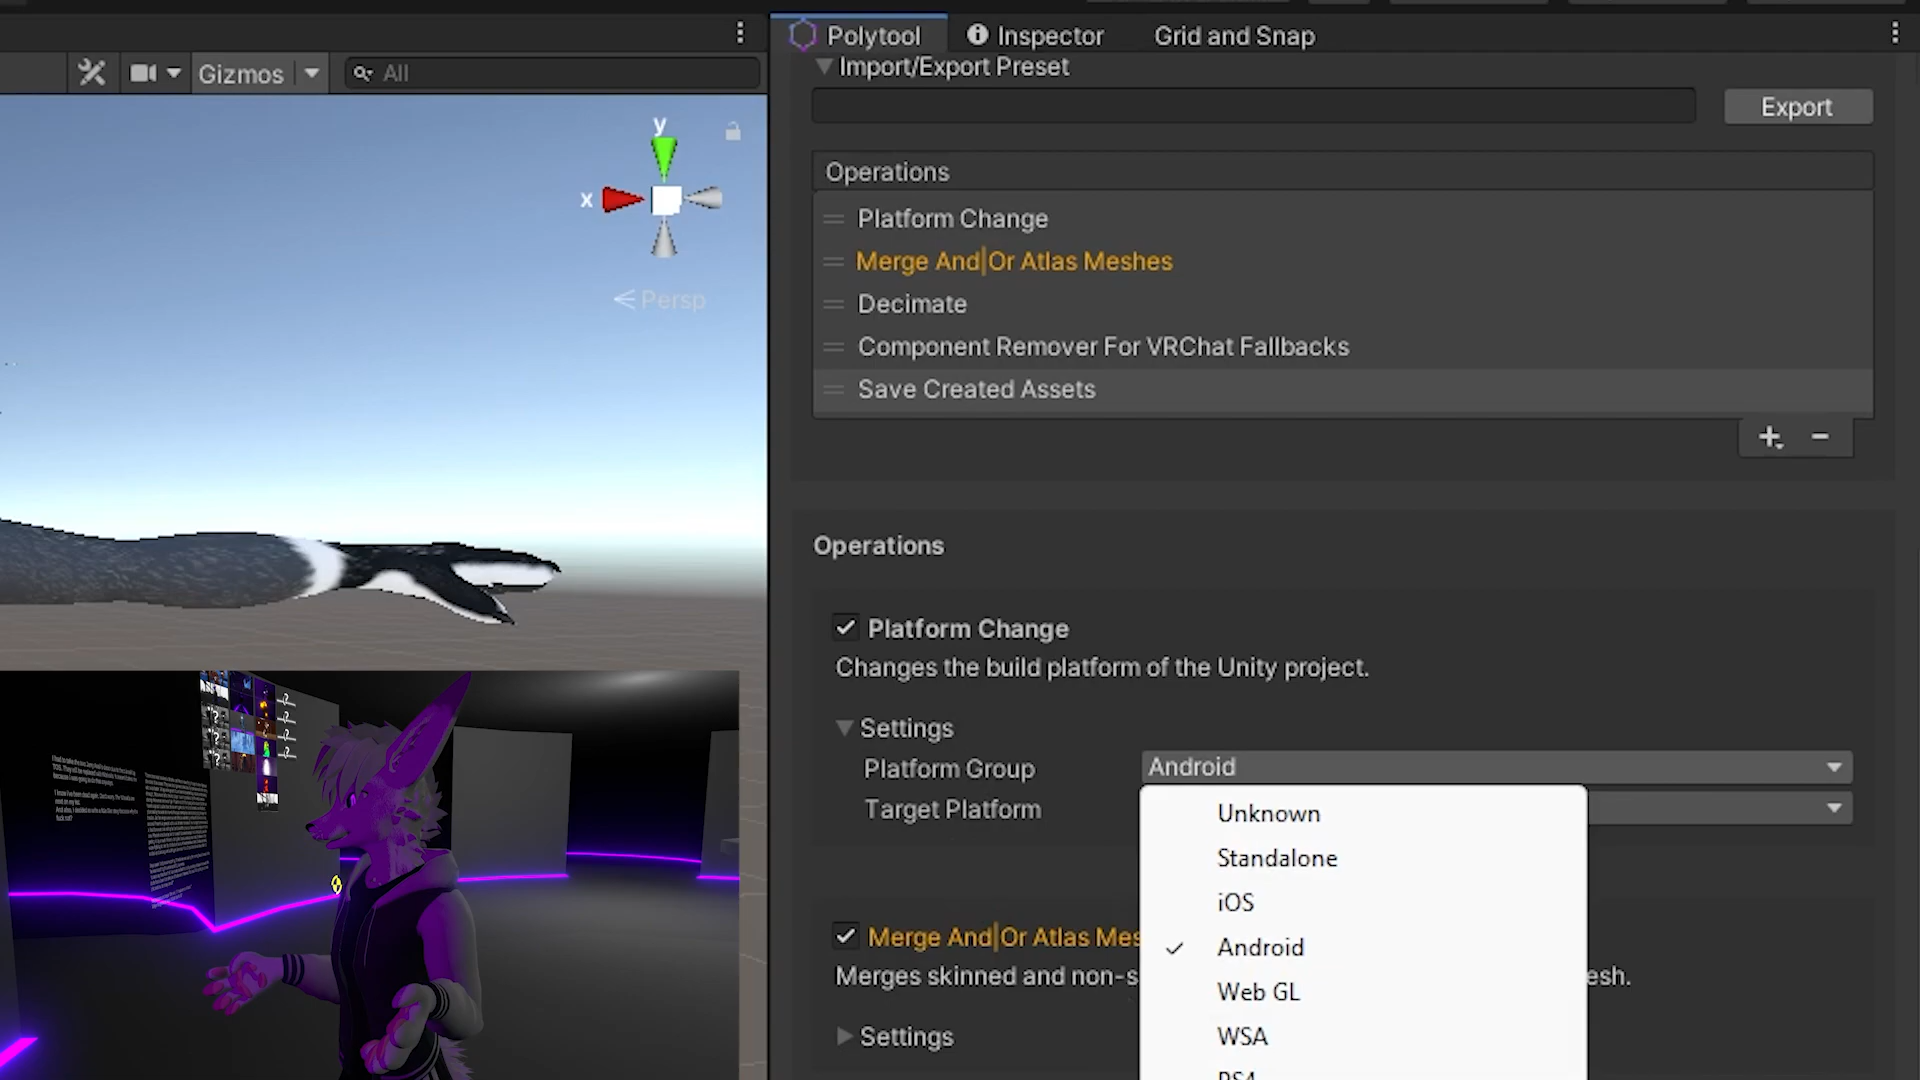 Polytool
Inspector
Grid and Snap
Gizmos
All
Import/Export Preset
Export
y
x
Persp
Operations
Platform Change
Merge And|Or Atlas Meshes
Decimate
Component Remover For VRChat Fallbacks
Save Created Assets
Operations
Platform Change
Changes the build platform of the Unity project.
Settings
Platform Group
Android
Target Platform
Unknown
Standalone
iOS
Android
Web GL
WSA
PS4
Merge And|Or Atlas Mes
Merges skinned and non-s
esh.
Settings